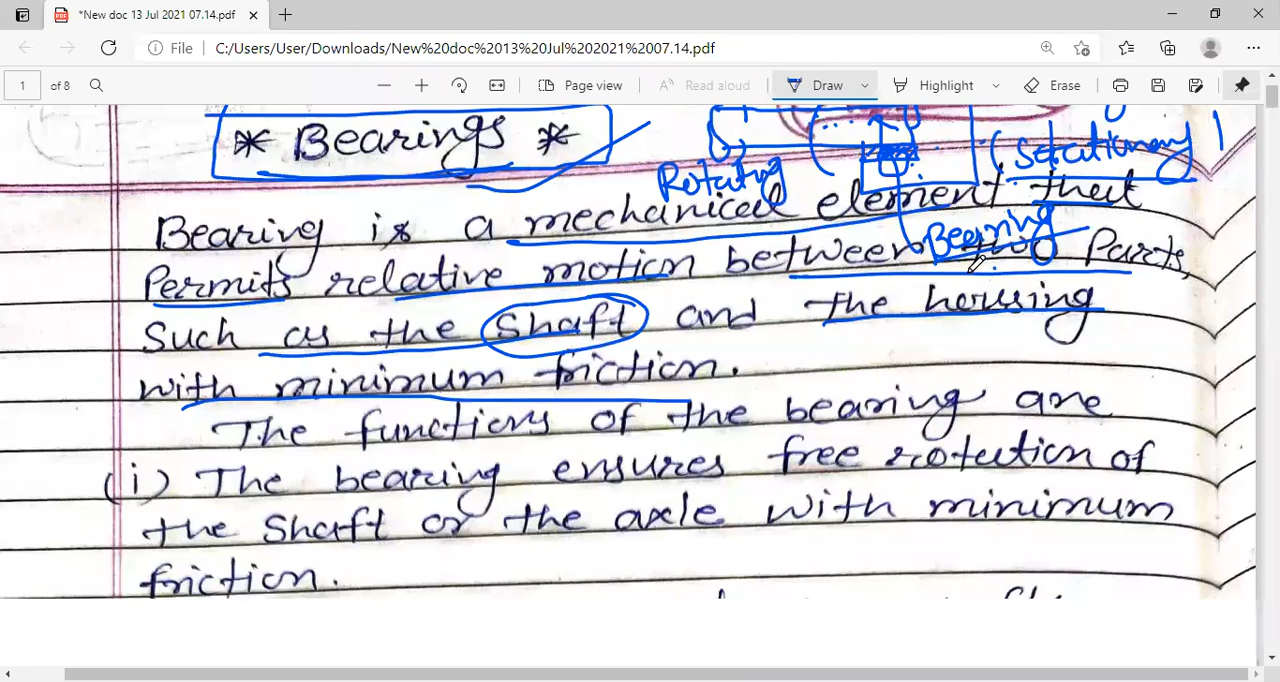 *New doc 13 Jul 2021 07.14.pdf
File C:/Users/User/Downloads/New%20doc%2013%20Jul%202021%2007.14.pdf
1 of 8 Page view Read aloud Draw Highlight Erase
* Bearings *
Rotating
(stationary)
Bearing is a mechanical element that
Bearing
Permits relative motion between two Parts,
Such as the Shaft and the housing
with minimum friction.
The functions of the bearing are
(i) The bearing ensures free rotation of
the Shaft or the axle with minimum
friction.